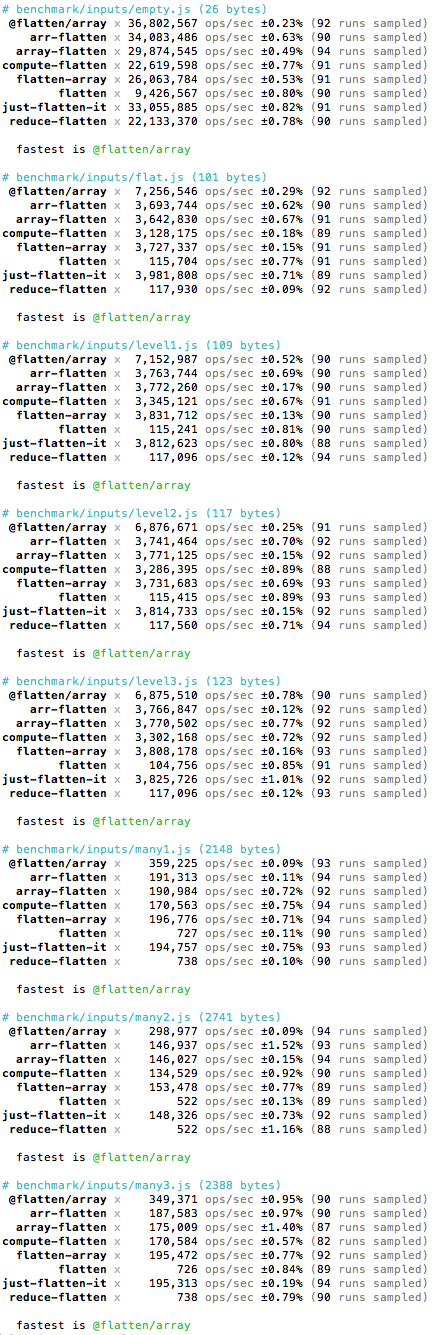 # benchmark/inputs/empty.js (26 bytes)
@flatten/array x 36,802,567 ops/sec ±0.23% (92 runs sampled)
arr-flatten x 34,083,486 ops/sec ±0.63% (90 runs sampled)
array-flatten x 29,874,545 ops/sec ±0.49% (94 runs sampled)
compute-flatten x 22,619,598 ops/sec ±0.77% (91 runs sampled)
flatten-array x 26,063,784 ops/sec ±0.53% (91 runs sampled)
flatten x 9,426,567 ops/sec ±0.80% (90 runs sampled)
just-flatten-it x 33,055,885 ops/sec ±0.82% (91 runs sampled)
reduce-flatten x 22,133,370 ops/sec ±0.78% (90 runs sampled)
fastest is @flatten/array
# benchmark/inputs/flat.js (101 bytes)
@flatten/array x 7,256,546 ops/sec ±0.29% (92 runs sampled)
arr-flatten x 3,693,744 ops/sec ±0.62% (90 runs sampled)
array-flatten x 3,642,830 ops/sec ±0.67% (91 runs sampled)
compute-flatten x 3,128,175 ops/sec ±0.18% (89 runs sampled)
flatten-array x 3,727,337 ops/sec ±0.15% (91 runs sampled)
flatten x 115,704 ops/sec ±0.77% (91 runs sampled)
just-flatten-it x 3,981,808 ops/sec ±0.71% (89 runs sampled)
reduce-flatten x 117,930 ops/sec ±0.09% (92 runs sampled)
fastest is @flatten/array
# benchmark/inputs/level1.js (109 bytes)
@flatten/array x 7,152,987 ops/sec ±0.52% (90 runs sampled)
arr-flatten x 3,763,744 ops/sec ±0.69% (90 runs sampled)
array-flatten x 3,772,260 ops/sec ±0.17% (90 runs sampled)
compute-flatten x 3,345,121 ops/sec ±0.67% (91 runs sampled)
flatten-array x 3,831,712 ops/sec ±0.13% (90 runs sampled)
flatten x 115,241 ops/sec ±0.81% (90 runs sampled)
just-flatten-it x 3,812,623 ops/sec ±0.80% (88 runs sampled)
reduce-flatten x 117,096 ops/sec ±0.12% (94 runs sampled)
fastest is @flatten/array
# benchmark/inputs/level2.js (117 bytes)
@flatten/array x 6,876,671 ops/sec ±0.25% (91 runs sampled)
arr-flatten x 3,741,464 ops/sec ±0.70% (92 runs sampled)
array-flatten x 3,771,125 ops/sec ±0.15% (92 runs sampled)
compute-flatten x 3,286,395 ops/sec ±0.89% (88 runs sampled)
flatten-array x 3,731,683 ops/sec ±0.69% (93 runs sampled)
flatten x 115,415 ops/sec ±0.89% (93 runs sampled)
just-flatten-it x 3,814,733 ops/sec ±0.15% (92 runs sampled)
reduce-flatten x 117,560 ops/sec ±0.71% (94 runs sampled)
fastest is @flatten/array
# benchmark/inputs/level3.js (123 bytes)
@flatten/array x 6,875,510 ops/sec ±0.78% (90 runs sampled)
arr-flatten x 3,766,847 ops/sec ±0.12% (92 runs sampled)
array-flatten x 3,770,502 ops/sec ±0.77% (92 runs sampled)
compute-flatten x 3,302,168 ops/sec ±0.72% (92 runs sampled)
flatten-array x 3,808,178 ops/sec ±0.16% (93 runs sampled)
flatten x 104,756 ops/sec ±0.85% (91 runs sampled)
just-flatten-it x 3,825,726 ops/sec ±1.01% (92 runs sampled)
reduce-flatten x 117,096 ops/sec ±0.12% (93 runs sampled)
fastest is @flatten/array
# benchmark/inputs/many1.js (2148 bytes)
@flatten/array x 359,225 ops/sec ±0.09% (93 runs sampled)
arr-flatten x 191,313 ops/sec ±0.11% (94 runs sampled)
array-flatten x 190,984 ops/sec ±0.72% (92 runs sampled)
compute-flatten x 170,563 ops/sec ±0.75% (94 runs sampled)
flatten-array x 196,776 ops/sec ±0.71% (94 runs sampled)
flatten x 727 ops/sec ±0.11% (90 runs sampled)
just-flatten-it x 194,757 ops/sec ±0.75% (93 runs sampled)
reduce-flatten x 738 ops/sec ±0.10% (90 runs sampled)
fastest is @flatten/array
# benchmark/inputs/many2.js (2741 bytes)
@flatten/array x 298,977 ops/sec ±0.09% (94 runs sampled)
arr-flatten x 146,937 ops/sec ±1.52% (93 runs sampled)
array-flatten x 146,027 ops/sec ±0.15% (94 runs sampled)
compute-flatten x 134,529 ops/sec ±0.92% (90 runs sampled)
flatten-array x 153,478 ops/sec ±0.77% (89 runs sampled)
flatten x 522 ops/sec ±0.13% (89 runs sampled)
just-flatten-it x 148,326 ops/sec ±0.73% (92 runs sampled)
reduce-flatten x 522 ops/sec ±1.16% (88 runs sampled)
fastest is @flatten/array
# benchmark/inputs/many3.js (2388 bytes)
@flatten/array x 349,371 ops/sec ±0.95% (90 runs sampled)
arr-flatten x 187,583 ops/sec ±0.97% (90 runs sampled)
array-flatten x 175,009 ops/sec ±1.40% (87 runs sampled)
compute-flatten x 170,584 ops/sec ±0.57% (82 runs sampled)
flatten-array x 195,472 ops/sec ±0.77% (92 runs sampled)
flatten x 726 ops/sec ±0.84% (89 runs sampled)
just-flatten-it x 195,313 ops/sec ±0.19% (94 runs sampled)
reduce-flatten x 738 ops/sec ±0.79% (90 runs sampled)
fastest is @flatten/array